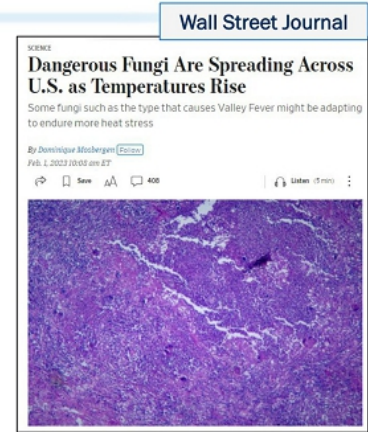 Wall Street Journal
SCIENCE
Dangerous Fungi Are Spreading Across
U.S. as Temperatures Rise
Some fungi such as the type that causes Valley Fever might be adapting
to endure more heat stress
By Dominique Mosbergen Follow
Feb. 1, 2023 10:03 am ET
Save AA 408 Listen (5 min)